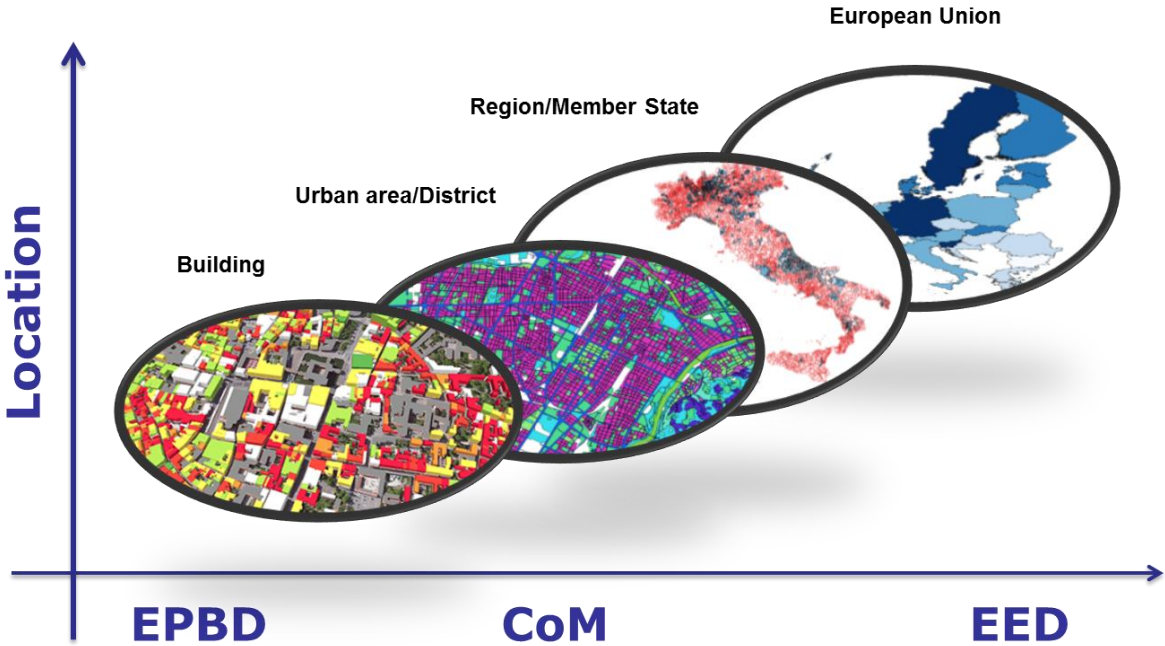 European Union
Region/Member State
Urban area/District
Building
Location
EPBD
CoM
EED